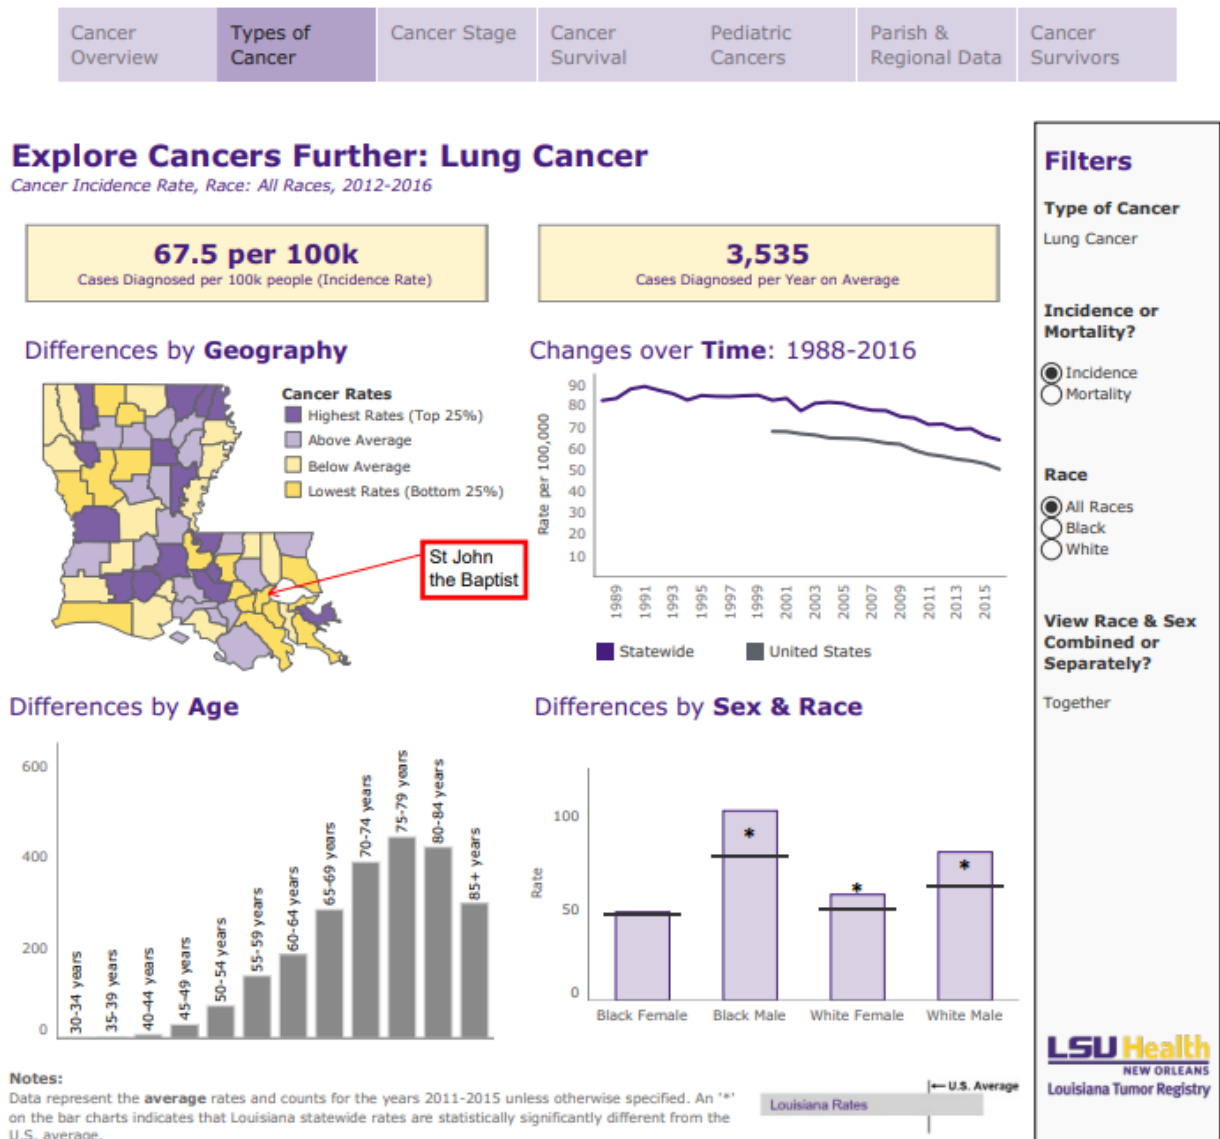 Cancer Overview
Types of Cancer
Cancer Stage
Cancer Survival
Pediatric Cancers
Parish & Regional Data
Cancer Survivors
Explore Cancers Further: Lung Cancer
Cancer Incidence Rate, Race: All Races, 2012-2016
67.5 per 100k
Cases Diagnosed per 100k people (Incidence Rate)
3,535
Cases Diagnosed per Year on Average
Differences by Geography
Cancer Rates
Highest Rates (Top 25%)
Above Average
Below Average
Lowest Rates (Bottom 25%)
St John
the Baptist
Changes over Time: 1988-2016
Rate per 100,000
90
80
70
60
50
40
30
20
10
1989
1991
1993
1995
1997
1999
2001
2003
2005
2007
2009
2011
2013
2015
Statewide
United States
Differences by Age
600
400
200
0
30-34 years
35-39 years
40-44 years
45-49 years
50-54 years
55-59 years
60-64 years
65-69 years
70-74 years
75-79 years
80-84 years
85+ years
Differences by Sex & Race
Rate
100
50
0
*
*
*
Black Female
Black Male
White Female
White Male
Notes:
Data represent the average rates and counts for the years 2011-2015 unless otherwise specified. An '*'
on the bar charts indicates that Louisiana statewide rates are statistically significantly different from the
U.S. average.
Louisiana Rates
U.S. Average
Filters
Type of Cancer
Lung Cancer
Incidence or
Mortality?
Incidence
Mortality
Race
All Races
Black
White
View Race & Sex
Combined or
Separately?
Together
LSU Health
NEW ORLEANS
Louisiana Tumor Registry